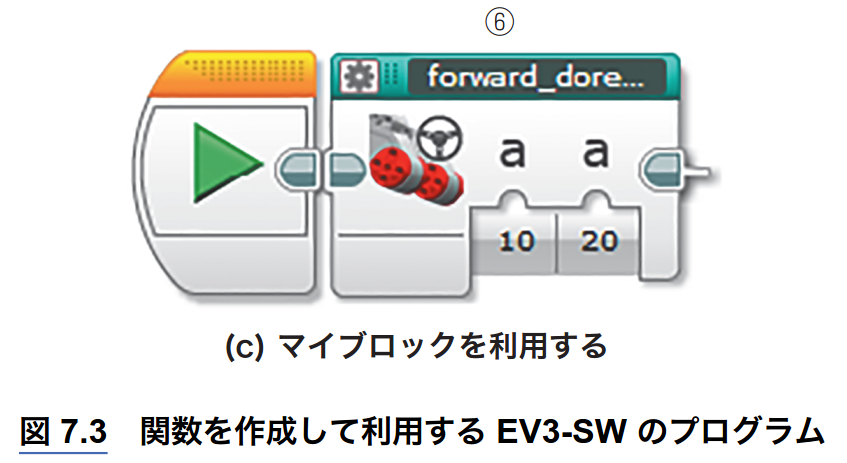 ⑥
forward_dore...
a a
10 20
(c) マイブロックを利用する
図 7.3 関数を作成して利用する EV3-SW のプログラム